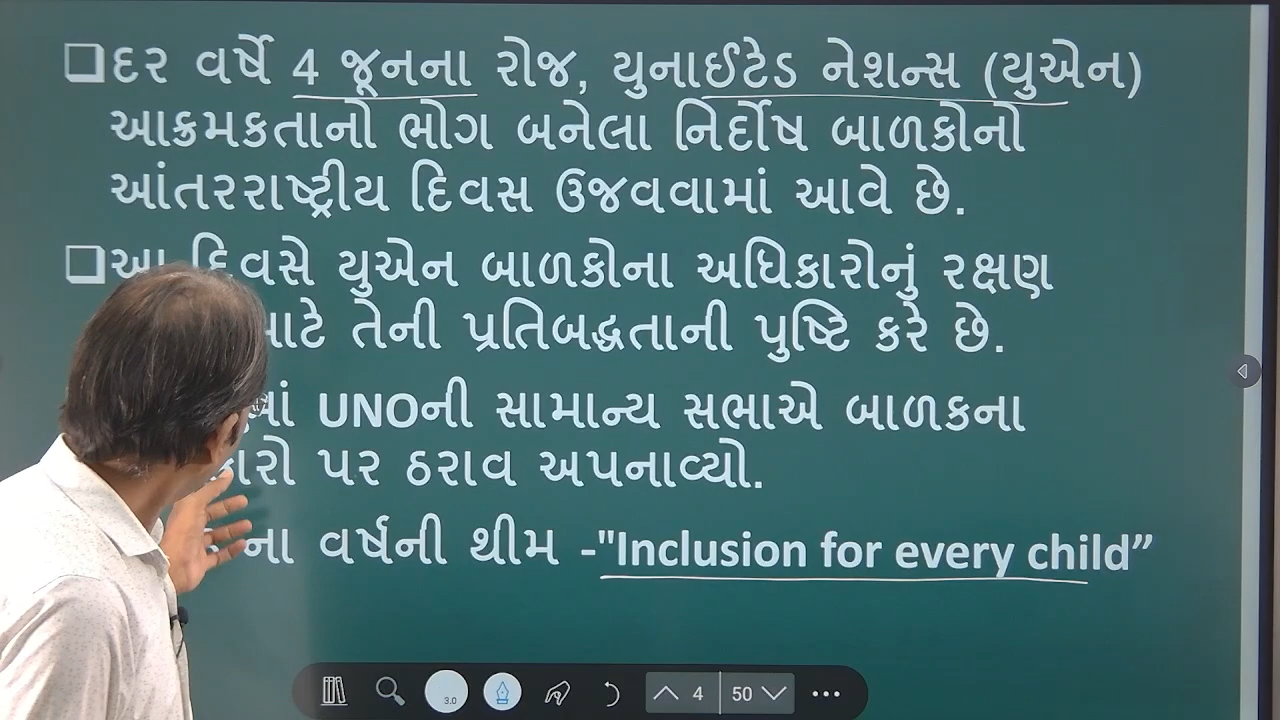 દર વર્ષે 4 જૂનના રોજ, યુનાઈટેડ નેશન્સ (યુએન)
આક્રમકતાનો ભોગ બનેલા નિર્દોષ બાળકોનો
આંતરરાષ્ટ્રીય દિવસ ઉજવવામાં આવે છે.
આ દિવસે યુએન બાળકોના અધિકારોનું રક્ષણ
માટે તેની પ્રતિબદ્ધતાની પુષ્ટિ કરે છે.
UNOની સામાન્ય સભાએ બાળકના
પર ઠરાવ અપનાવ્યો.
વર્ષની થીમ -"Inclusion for every child”
3.0
4 50